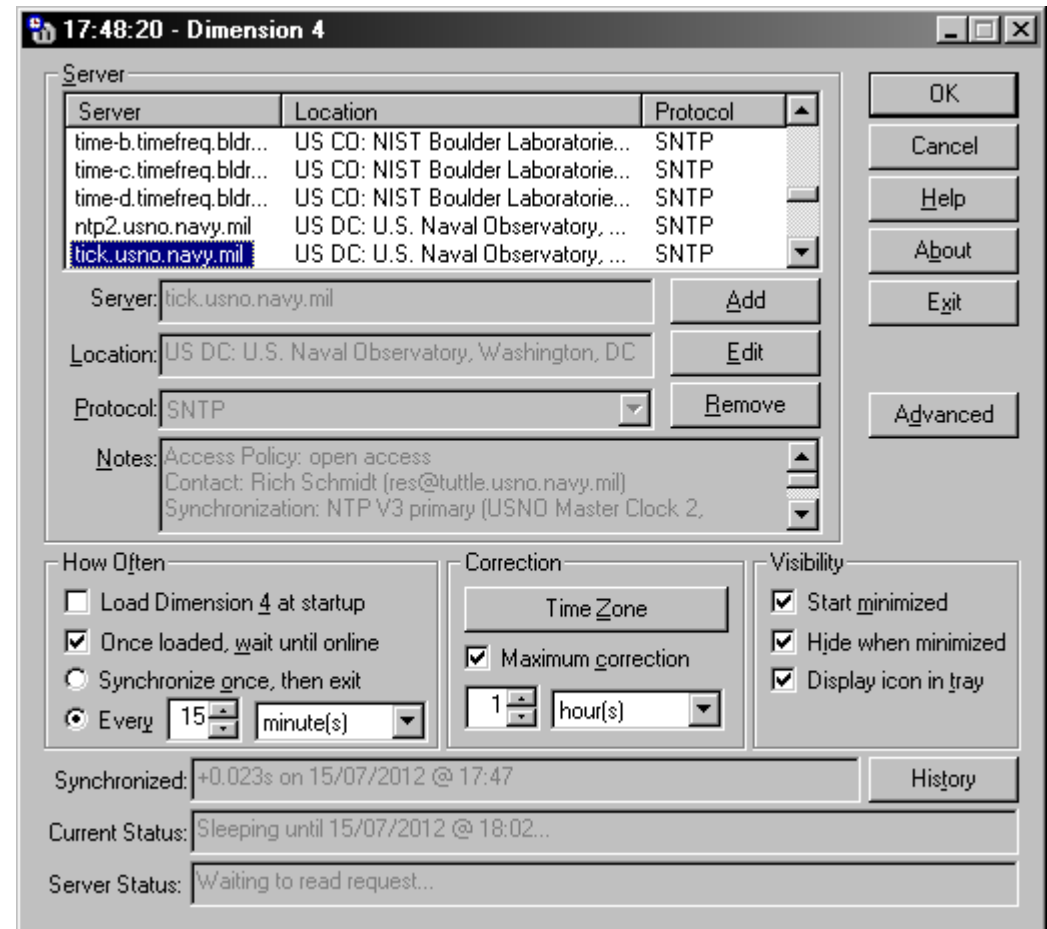 17:48:20 - Dimension 4
Server
Server Location Protocol
time-b.timefreq.bldr... US CO: NIST Boulder Laboratorie... SNTP
time-c.timefreq.bldr... US CO: NIST Boulder Laboratorie... SNTP
time-d.timefreq.bldr... US CO: NIST Boulder Laboratorie... SNTP
ntp2.usno.navy.mil US DC: U.S. Naval Observatory, ... SNTP
tick.usno.navy.mil US DC: U.S. Naval Observatory, ... SNTP
Server: tick.usno.navy.mil
Add
Location: US DC: U.S. Naval Observatory, Washington, DC
Edit
Protocol: SNTP
Remove
Notes: Access Policy: open access
Contact: Rich Schmidt (res@tuttle.usno.navy.mil)
Synchronization: NTP V3 primary (USNO Master Clock 2,
OK
Cancel
Help
About
Exit
Advanced
How Often
Load Dimension 4 at startup
Once loaded, wait until online
Synchronize once, then exit
Every 15 minute(s)
Correction
Time Zone
Maximum correction
1 hour(s)
Visibility
Start minimized
Hide when minimized
Display icon in tray
Synchronized: +0.023s on 15/07/2012 @ 17:47
History
Current Status: Sleeping until 15/07/2012 @ 18:02...
Server Status: Waiting to read request...